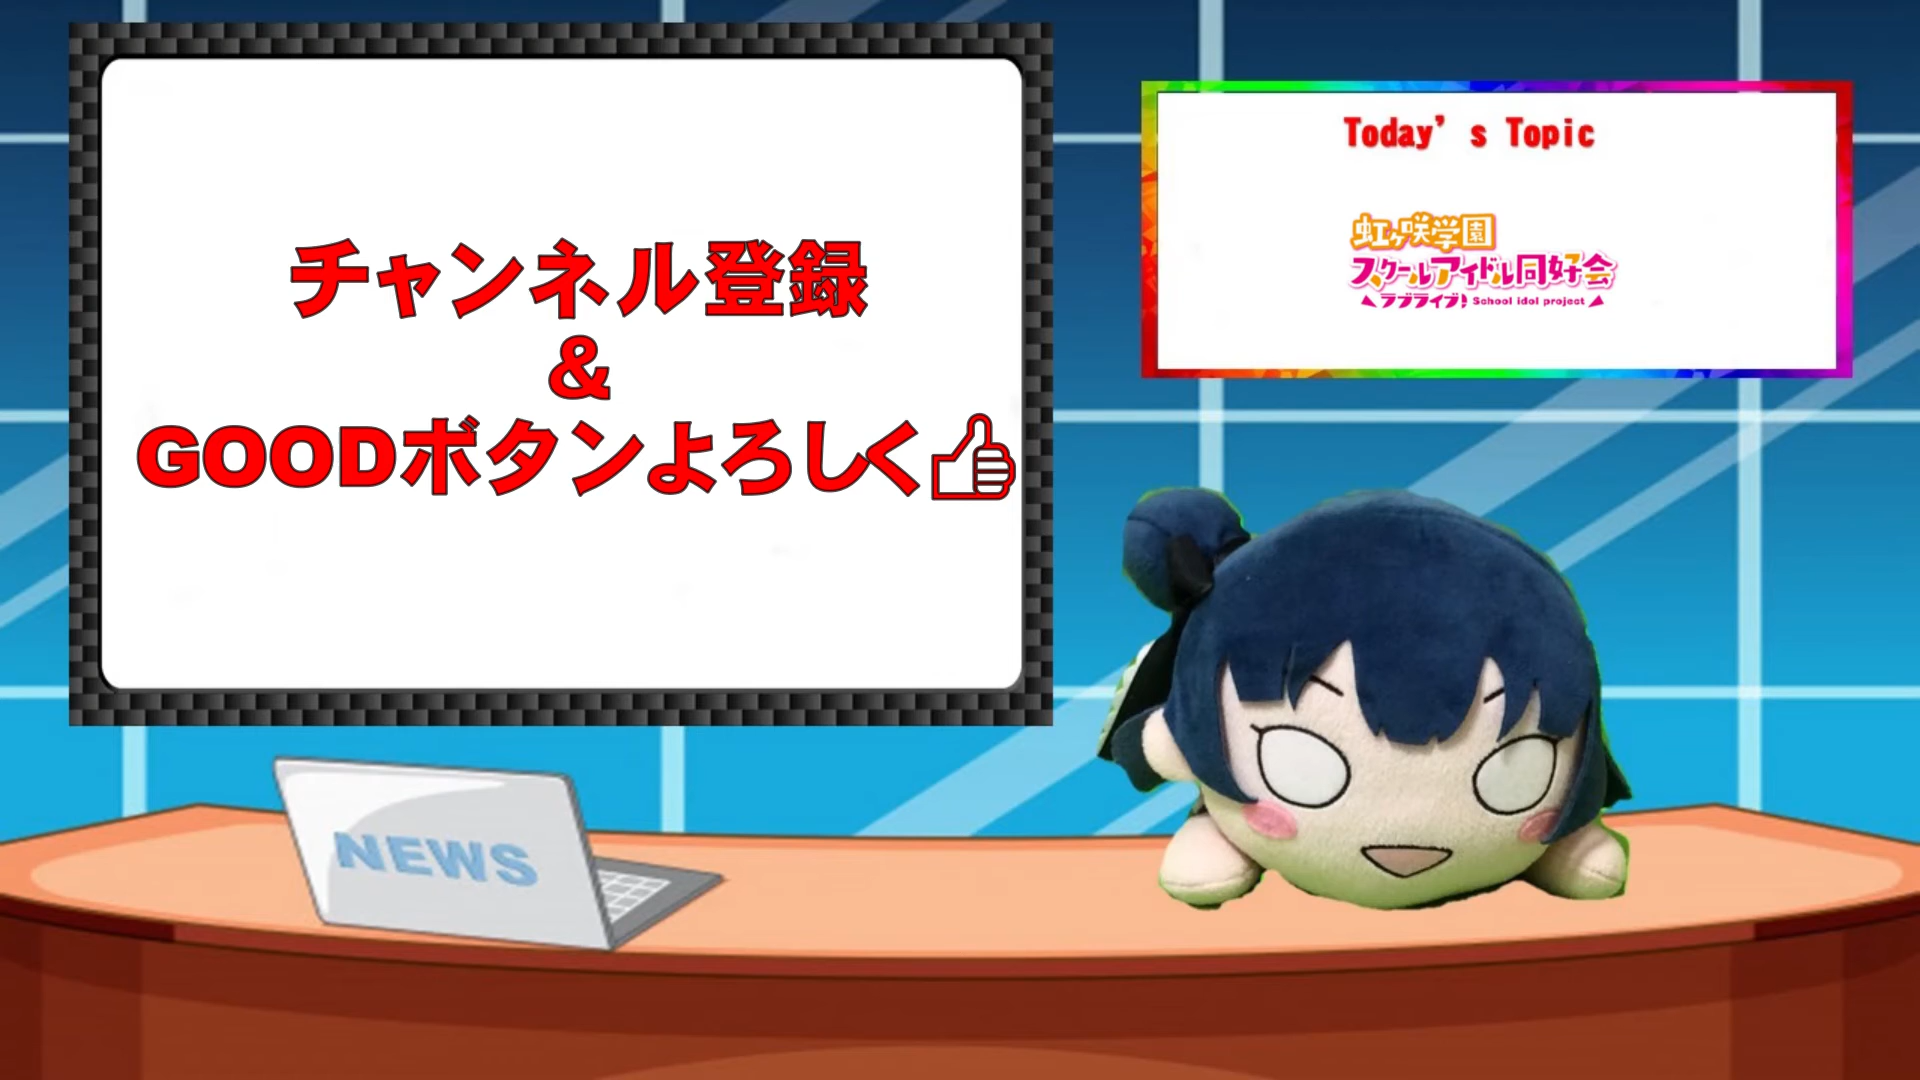 チャンネル登録
&
GOODボタンよろしく
Today's Topic
虹ヶ咲学園
スクールアイドル同好会
ラブライブ! School idol project
NEWS